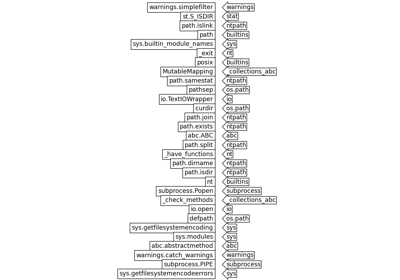 warnings.simplefilter warnings
st.S_ISDIR stat
path.islink ntpath
path builtins
sys.builtin_module_names sys
_exit nt
posix builtins
MutableMapping _collections_abc
path.samestat ntpath
pathsep os.path
io.TextIOWrapper io
curdir os.path
path.join ntpath
path.exists ntpath
abc.ABC abc
path.split ntpath
_have_functions nt
path.dirname ntpath
path.isdir ntpath
nt builtins
subprocess.Popen subprocess
_check_methods _collections_abc
io.open io
defpath os.path
sys.getfilesystemencoding sys
sys.modules sys
abc.abstractmethod abc
warnings.catch_warnings warnings
subprocess.PIPE subprocess
sys.getfilesystemencodeerrors sys